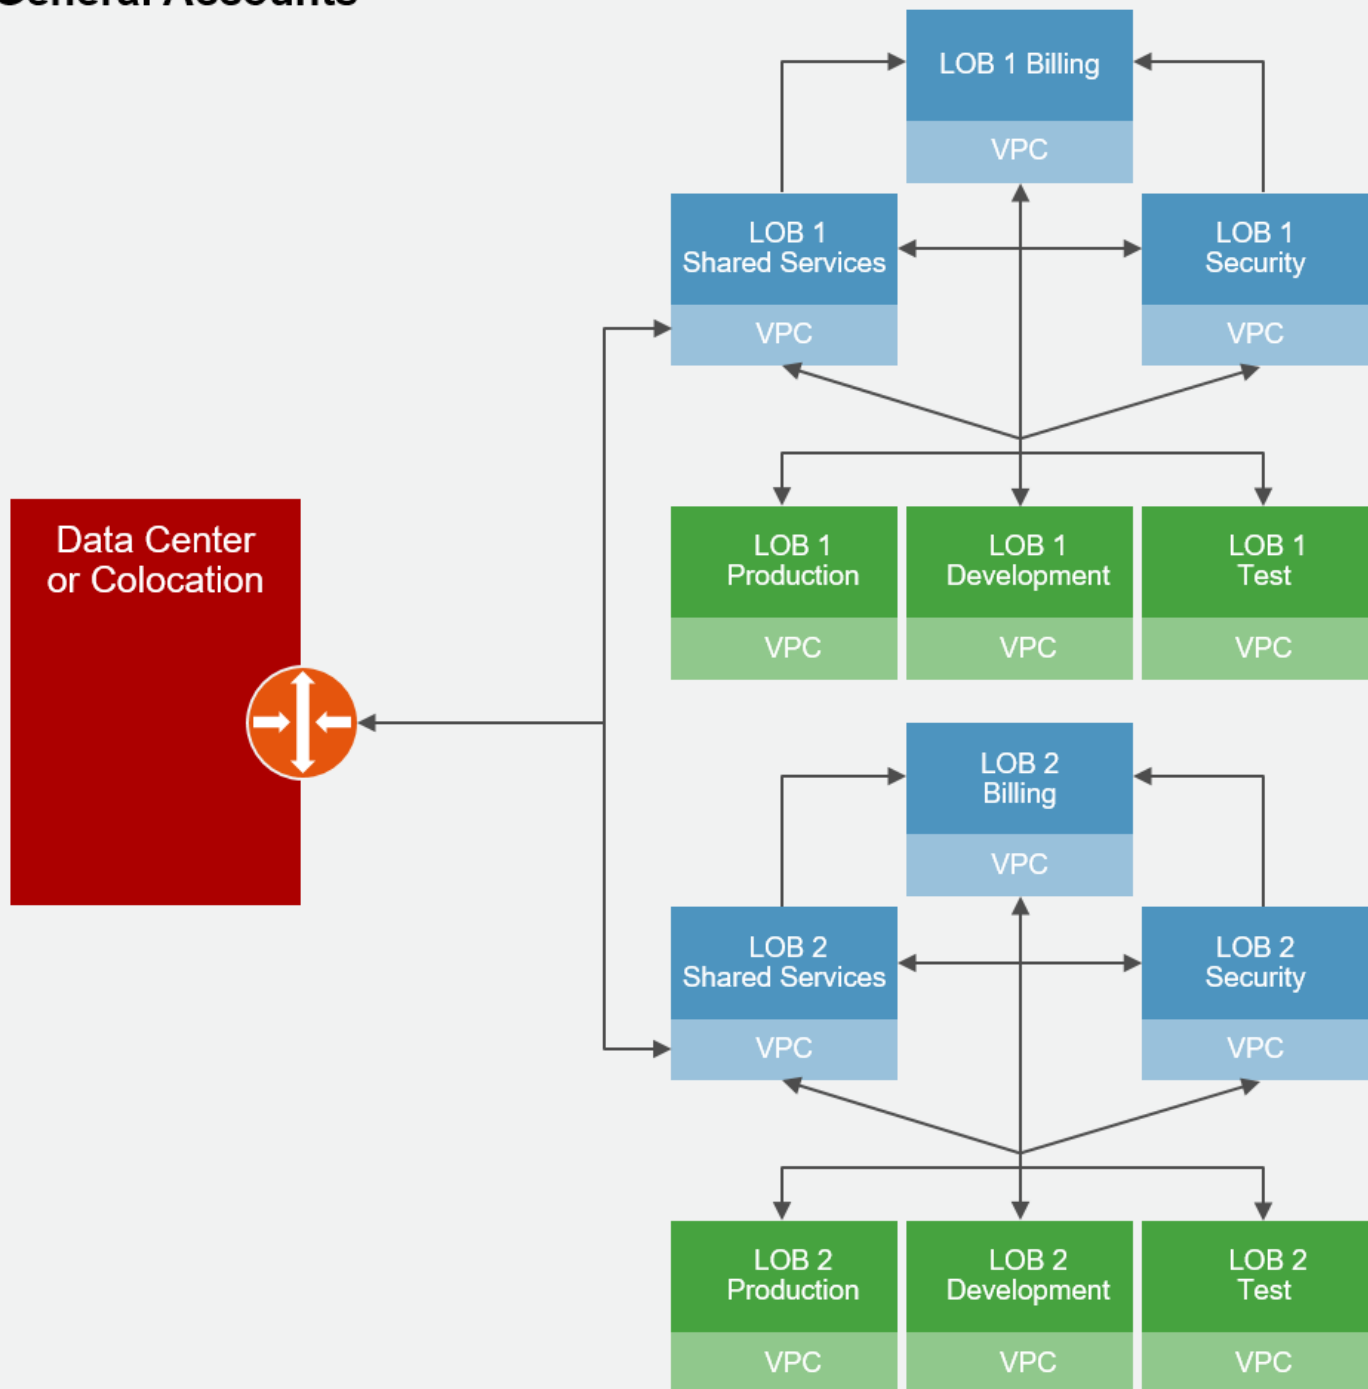 General Accounts
LOB 1 Billing
VPC
LOB 1
Shared Services
VPC
LOB 1
Security
VPC
Data Center
or Colocation
LOB 1
Production
VPC
LOB 1
Development
VPC
LOB 1
Test
VPC
LOB 2
Billing
VPC
LOB 2
Shared Services
VPC
LOB 2
Security
VPC
LOB 2
Production
VPC
LOB 2
Development
VPC
LOB 2
Test
VPC